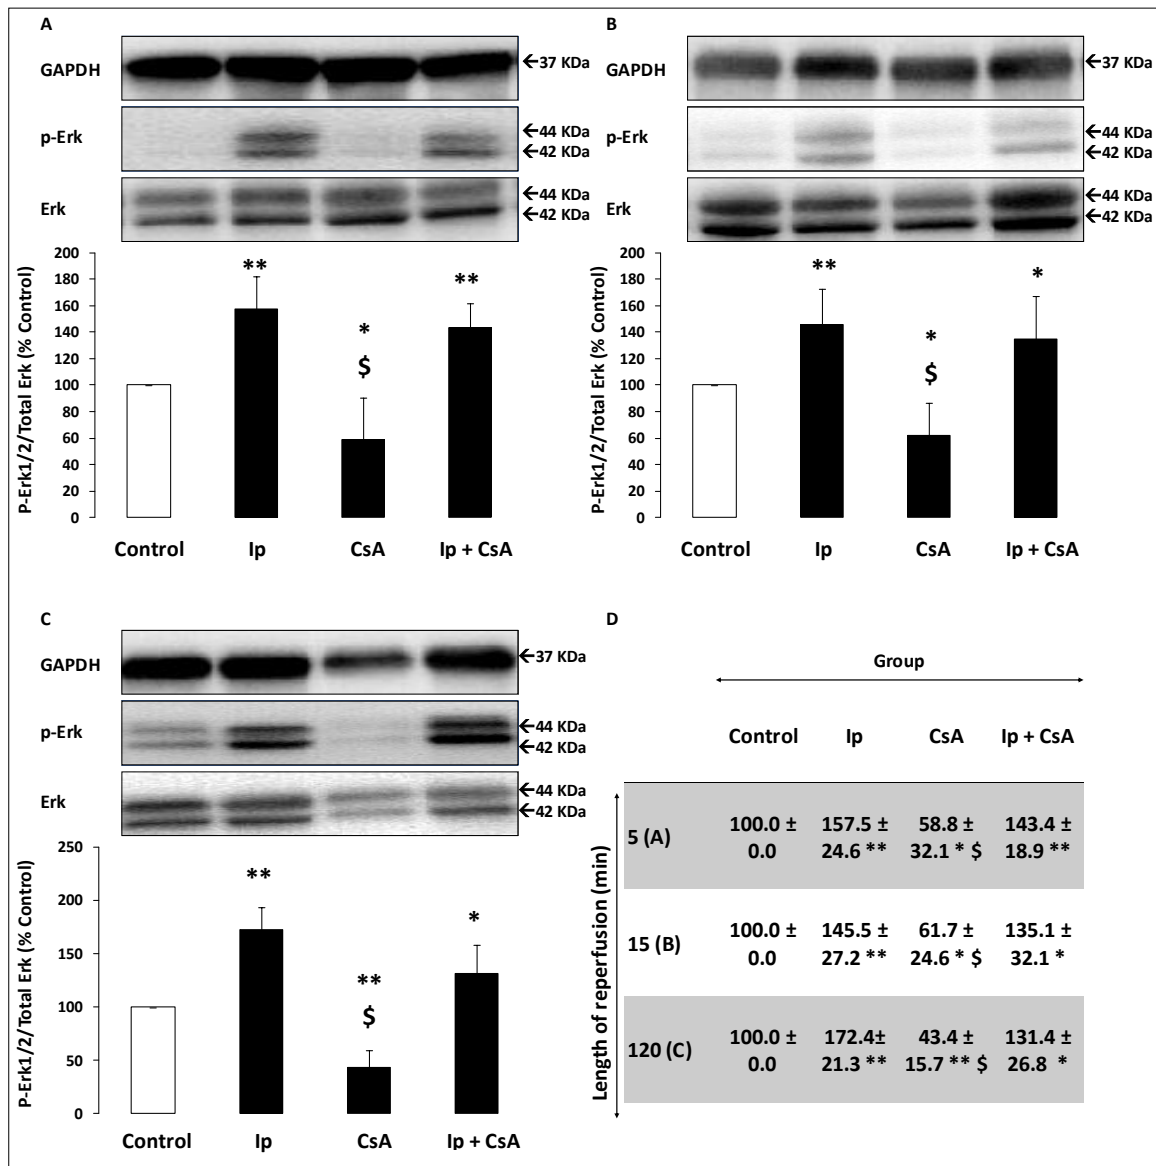 A
GAPDH
←37 KDa
p-Erk
←44 KDa
←42 KDa
Erk
←44 KDa
←42 KDa
P-Erk1/2/Total Erk (% Control)
200
180
160
140
120
100
80
60
40
20
0
**
*
$
**
Control Ip CsA Ip + CsA
B
GAPDH
←37 KDa
p-Erk
←44 KDa
←42 KDa
Erk
←44 KDa
←42 KDa
P-Erk1/2/Total Erk (% Control)
200
180
160
140
120
100
80
60
40
20
0
**
*
$
*
Control Ip CsA Ip + CsA
C
GAPDH
←37 KDa
p-Erk
←44 KDa
←42 KDa
Erk
←44 KDa
←42 KDa
P-Erk1/2/Total Erk (% Control)
250
200
150
100
50
0
**
**
$
*
Control Ip CsA Ip + CsA
D
Group
Control Ip CsA Ip + CsA
Length of reperfusion (min)
5 (A)
100.0 ± 157.5 ± 58.8 ± 143.4 ±
0.0 24.6 ** 32.1 * $ 18.9 **
15 (B)
100.0 ± 145.5 ± 61.7 ± 135.1 ±
0.0 27.2 ** 24.6 * $ 32.1 *
120 (C)
100.0 ± 172.4± 43.4 ± 131.4 ±
0.0 21.3 ** 15.7 ** $ 26.8 *